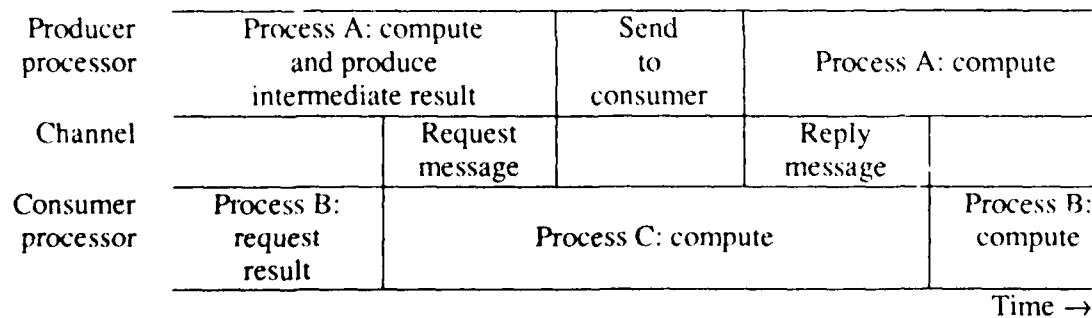 Producer
processor
Process A: compute
and produce
intermediate result
Send
to
consumer
Process A: compute
Channel
Request
message
Reply
message
Consumer
processor
Process B:
request
result
Process C: compute
Process B:
compute
Time →